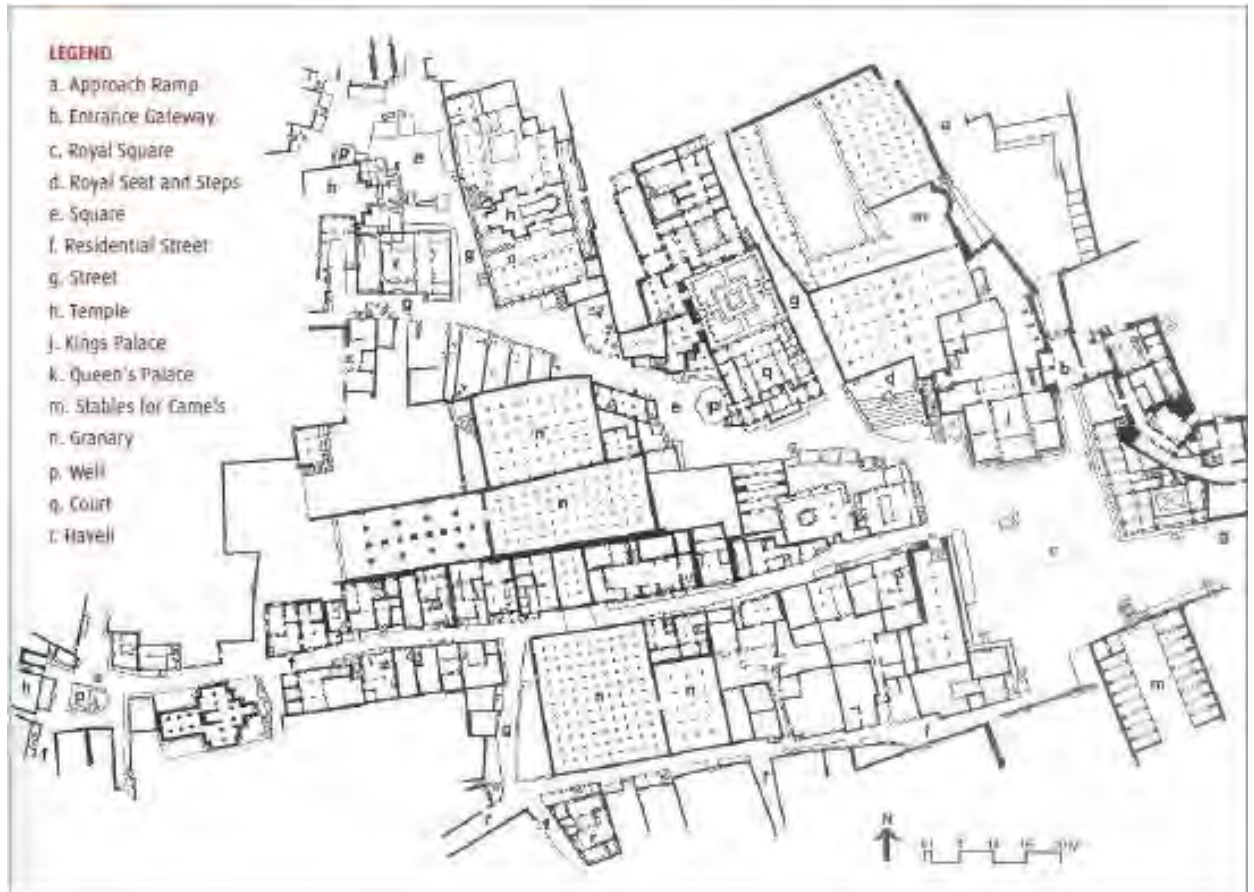 LEGEND
a. Approach Ramp
b. Entrance Gateway
c. Royal Square
d. Royal Seat and Steps
e. Square
f. Residential Street
g. Street
h. Temple
j. Kings Palace
k. Queen's Palace
m. Stables for Camels
n. Granary
p. Well
q. Court
r. Haveli
p
e
h
h
g
g
g
m
n
b
q
d
e
p
n
n
c
g
h
p
n
n
g
m
f
r
N